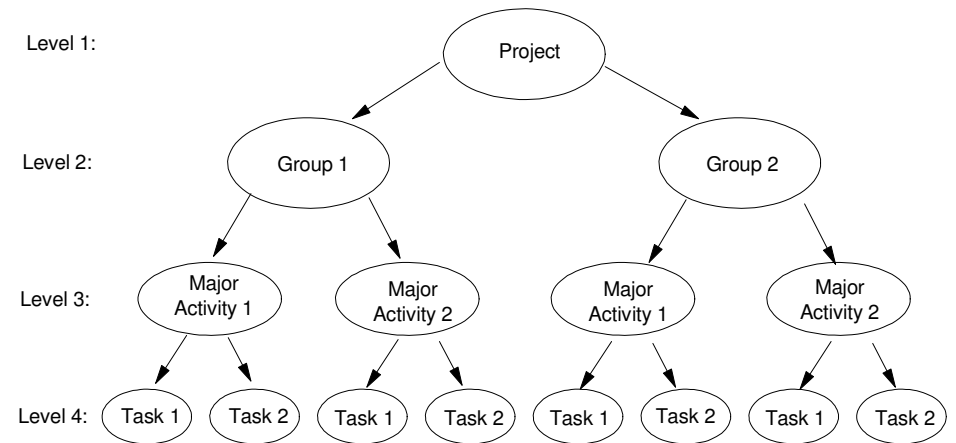 Level 1:
Project
Level 2:
Group 1
Group 2
Level 3:
Major
Activity 1
Major
Activity 2
Major
Activity 1
Major
Activity 2
Level 4:
Task 1
Task 2
Task 1
Task 2
Task 1
Task 2
Task 1
Task 2